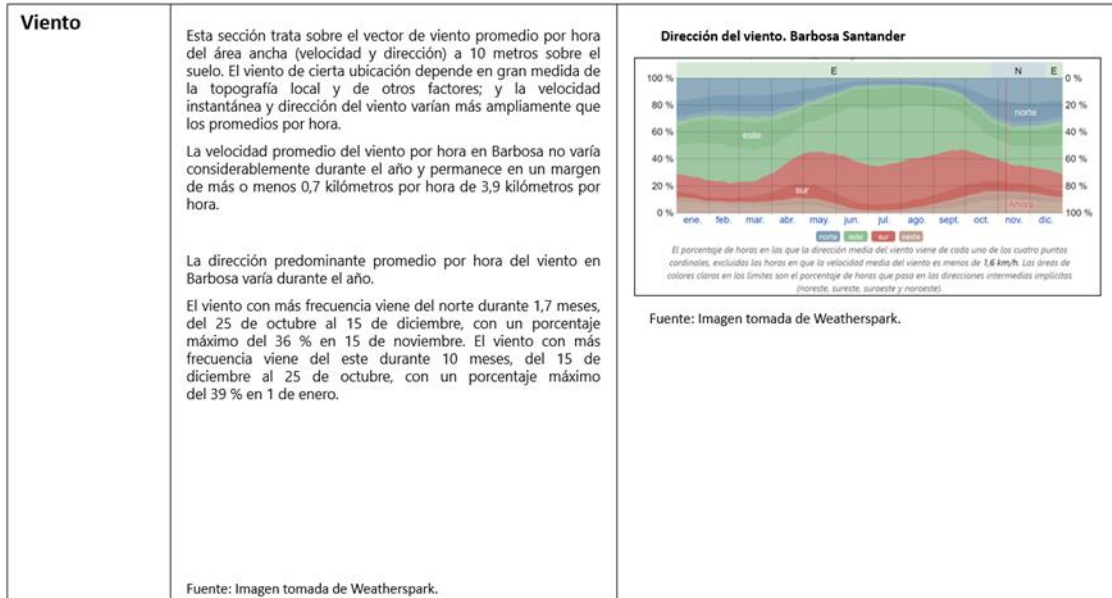 Viento
Esta sección trata sobre el vector de viento promedio por hora
del área ancha (velocidad y dirección) a 10 metros sobre el
suelo. El viento de cierta ubicación depende en gran medida de
la topografía local y de otros factores; y la velocidad
instantánea y dirección del viento varían más ampliamente que
los promedios por hora.
La velocidad promedio del viento por hora en Barbosa no varía
considerablemente durante el año y permanece en un margen
de más o menos 0,7 kilómetros por hora de 3,9 kilómetros por
hora.
La dirección predominante promedio por hora del viento en
Barbosa varía durante el año.
El viento con más frecuencia viene del norte durante 1,7 meses,
del 25 de octubre al 15 de diciembre, con un porcentaje
máximo del 36 % en 15 de noviembre. El viento con más
frecuencia viene del este durante 10 meses, del 15 de
diciembre al 25 de octubre, con un porcentaje máximo
del 39 % en 1 de enero.
Fuente: Imagen tomada de Weatherspark.
Dirección del viento. Barbosa Santander
E N E
100 % 0 %
80 % 20 %
norte
60 % 40 %
este
40 % 60 %
20 % 80 %
sur
Ahora
0 % 100 %
ene. feb. mar. abr. may. jun. jul. ago. sept. oct. nov. dic.
norte este sur oeste
El porcentaje de horas en las que la dirección media del viento viene de cada uno de los cuatro puntos
cardinales, excluidas las horas en que la velocidad media del viento es menos de 1,6 km/h. Las áreas de
colores claros en los límites son el porcentaje de horas que pasa en las direcciones intermedias implícitas
(noreste, sureste, suroeste y noroeste).
Fuente: Imagen tomada de Weatherspark.